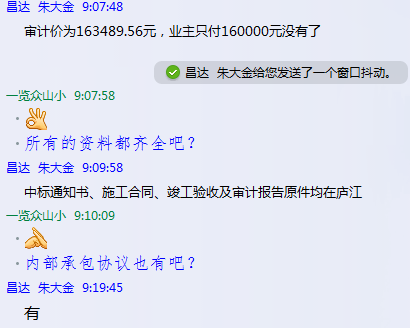 昌达 朱大金 9:07:48
审计价为163489.56元，业主只付160000元没有了
昌达 朱大金给您发送了一个窗口抖动。
一览众山小 9:07:58
所有的资料都齐全吧？
昌达 朱大金 9:09:58
中标通知书、施工合同、竣工验收及审计报告原件均在庐江
一览众山小 9:10:09
内部承包协议也有吧？
昌达 朱大金 9:19:45
有